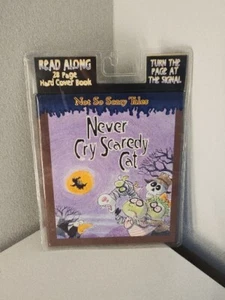 READ ALONG
28 Page
Hard Cover Book
TURN THE
PAGE AT
THE SIGNAL
Not So Scary Tales
Never
Cry Scaredy
Cat